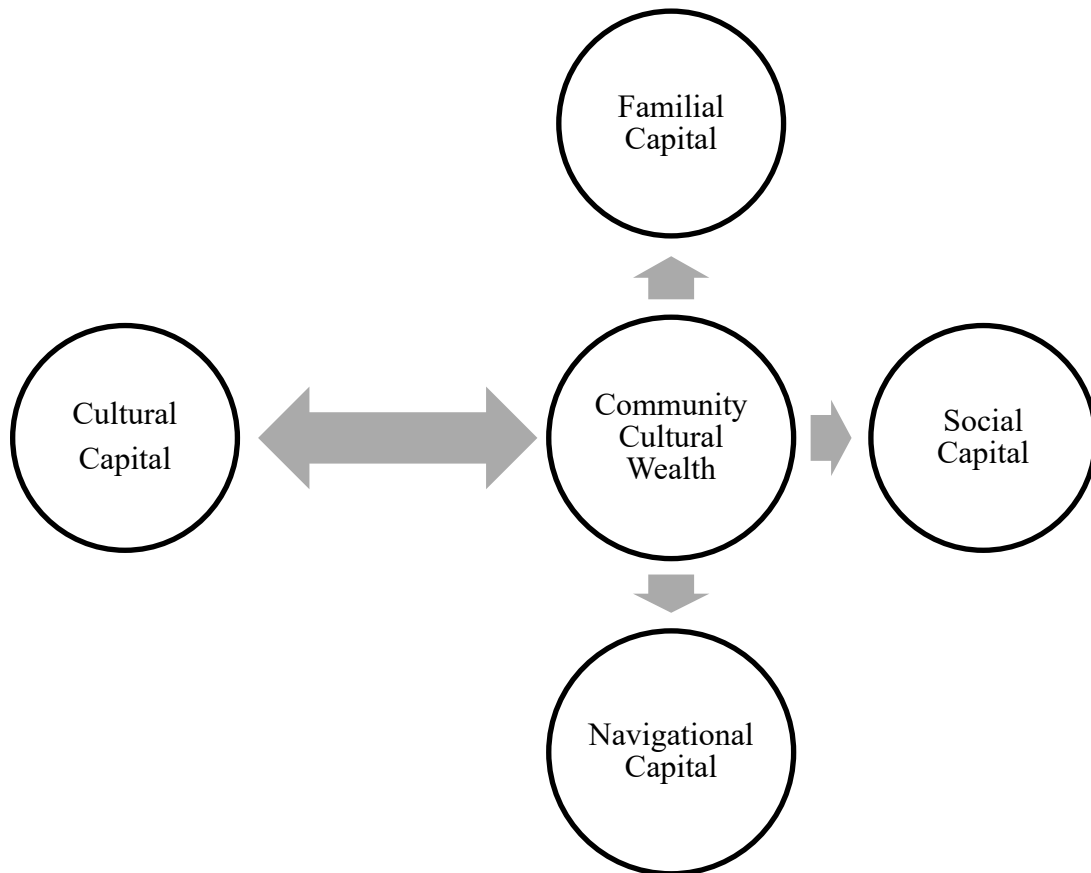 Familial
Capital
Cultural
Capital
Community
Cultural
Wealth
Social
Capital
Navigational
Capital